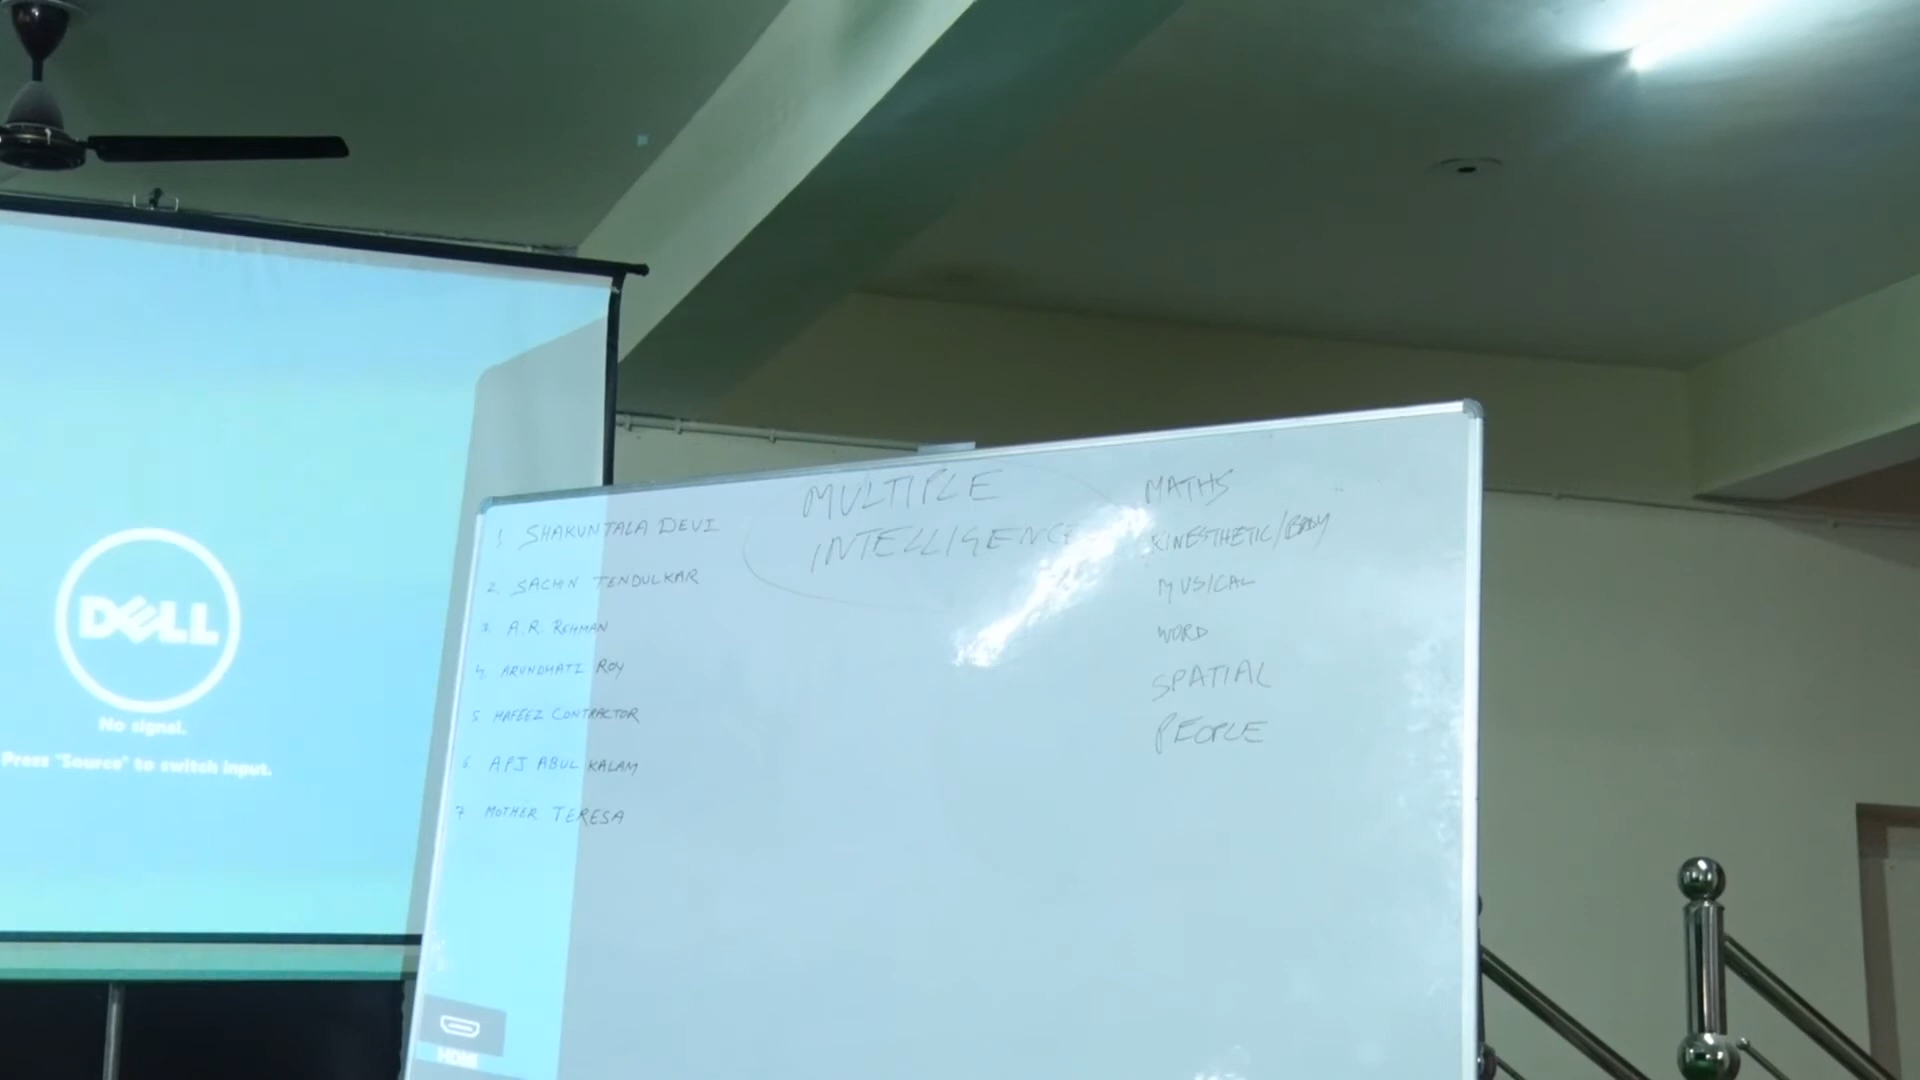 DELL
No signal.
Press "Source" to switch input.
MULTIPLE
INTELLIGENCE
1. SHAKUNTALA DEVI
2. SACHIN TENDULKAR
3. A.R. REHMAN
4. ARUNDHATI ROY
5. HAFEEZ CONTRACTOR
6. APJ ABUL KALAM
7. MOTHER TERESA
MATHS
KINESTHETIC/BODY
MUSICAL
WORD
SPATIAL
PEOPLE
HDMI